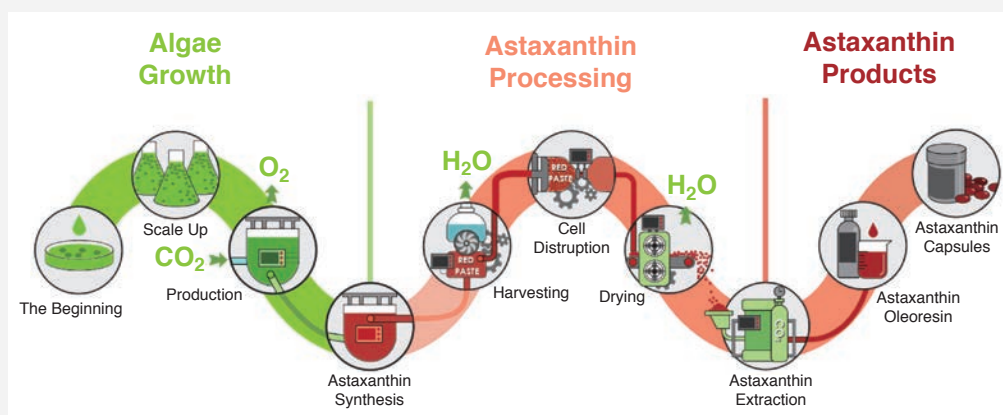 Algae
Growth
Astaxanthin
Processing
Astaxanthin
Products
The Beginning
Scale Up
CO2
O2
Production
Astaxanthin
Synthesis
H2O
RED
PASTE
Harvesting
RED
PASTE
Cell
Distruption
H2O
Drying
CO2
Astaxanthin
Extraction
Astaxanthin
Oleoresin
Astaxanthin
Capsules